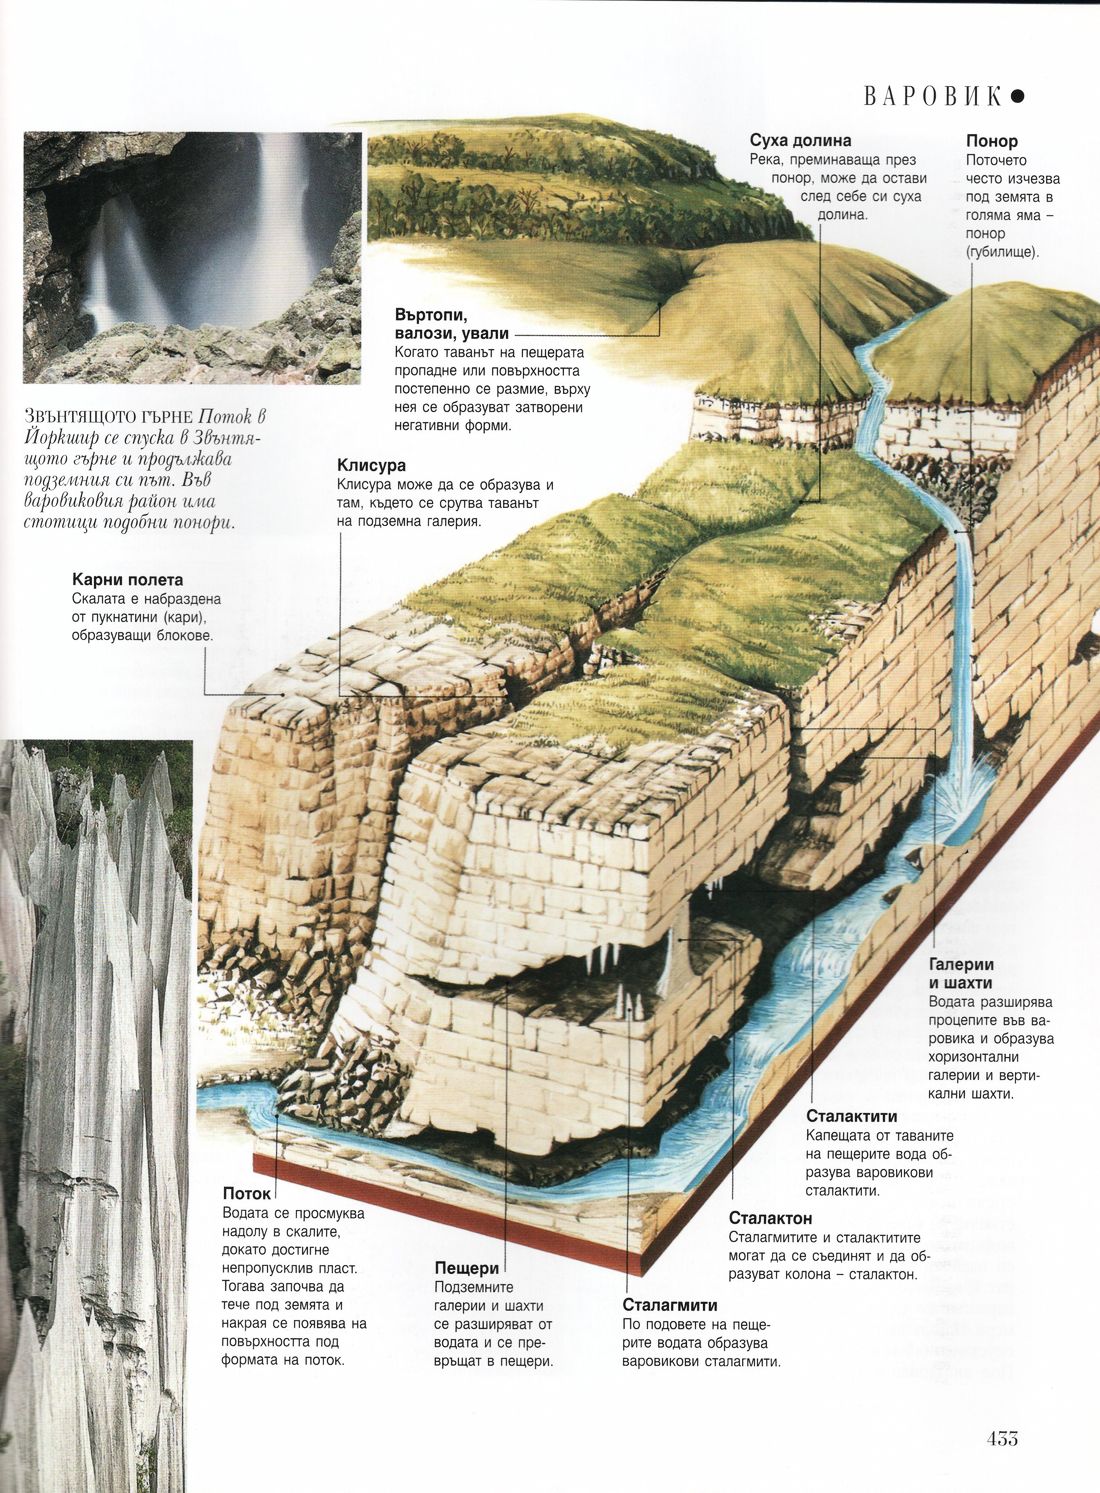 ВАРОВИК
Суха долина
Река, преминаваща през
понор, може да остави
след себе си суха
долина.
Понор
Поточето
често изчезва
под земята в
голяма яма –
понор
(губилище).
Въртопи,
валози, ували
Когато таванът на пещерата
пропадне или повърхността
постепенно се размие, върху
нея се образуват затворени
негативни форми.
ЗВЪНТЯЩОТО ГЪРНЕ Поток в
Йоркшир се спуска в Звънтя-
щото гърне и продължава
подземния си път. Във
варовиковия район има
стотици подобни понори.
Клисура
Клисура може да се образува и
там, където се срутва таванът
на подземна галерия.
Карни полета
Скалата е набраздена
от пукнатини (кари),
образуващи блокове.
Галерии
и шахти
Водата разширява
процепите във ва-
ровика и образува
хоризонтални
галерии и верти-
кални шахти.
Сталактити
Капещата от таваните
на пещерите вода об-
разува варовикови
сталактити.
Сталактон
Сталагмитите и сталактитите
могат да се съединят и да об-
разуват колона – сталактон.
Поток
Водата се просмуква
надолу в скалите,
докато достигне
непропусклив пласт.
Тогава започва да
тече под земята и
накрая се появява на
повърхността под
формата на поток.
Пещери
Подземните
галерии и шахти
се разширяват от
водата и се пре-
връщат в пещери.
Сталагмити
По подовете на пеще-
рите водата образува
варовикови сталагмити.
433